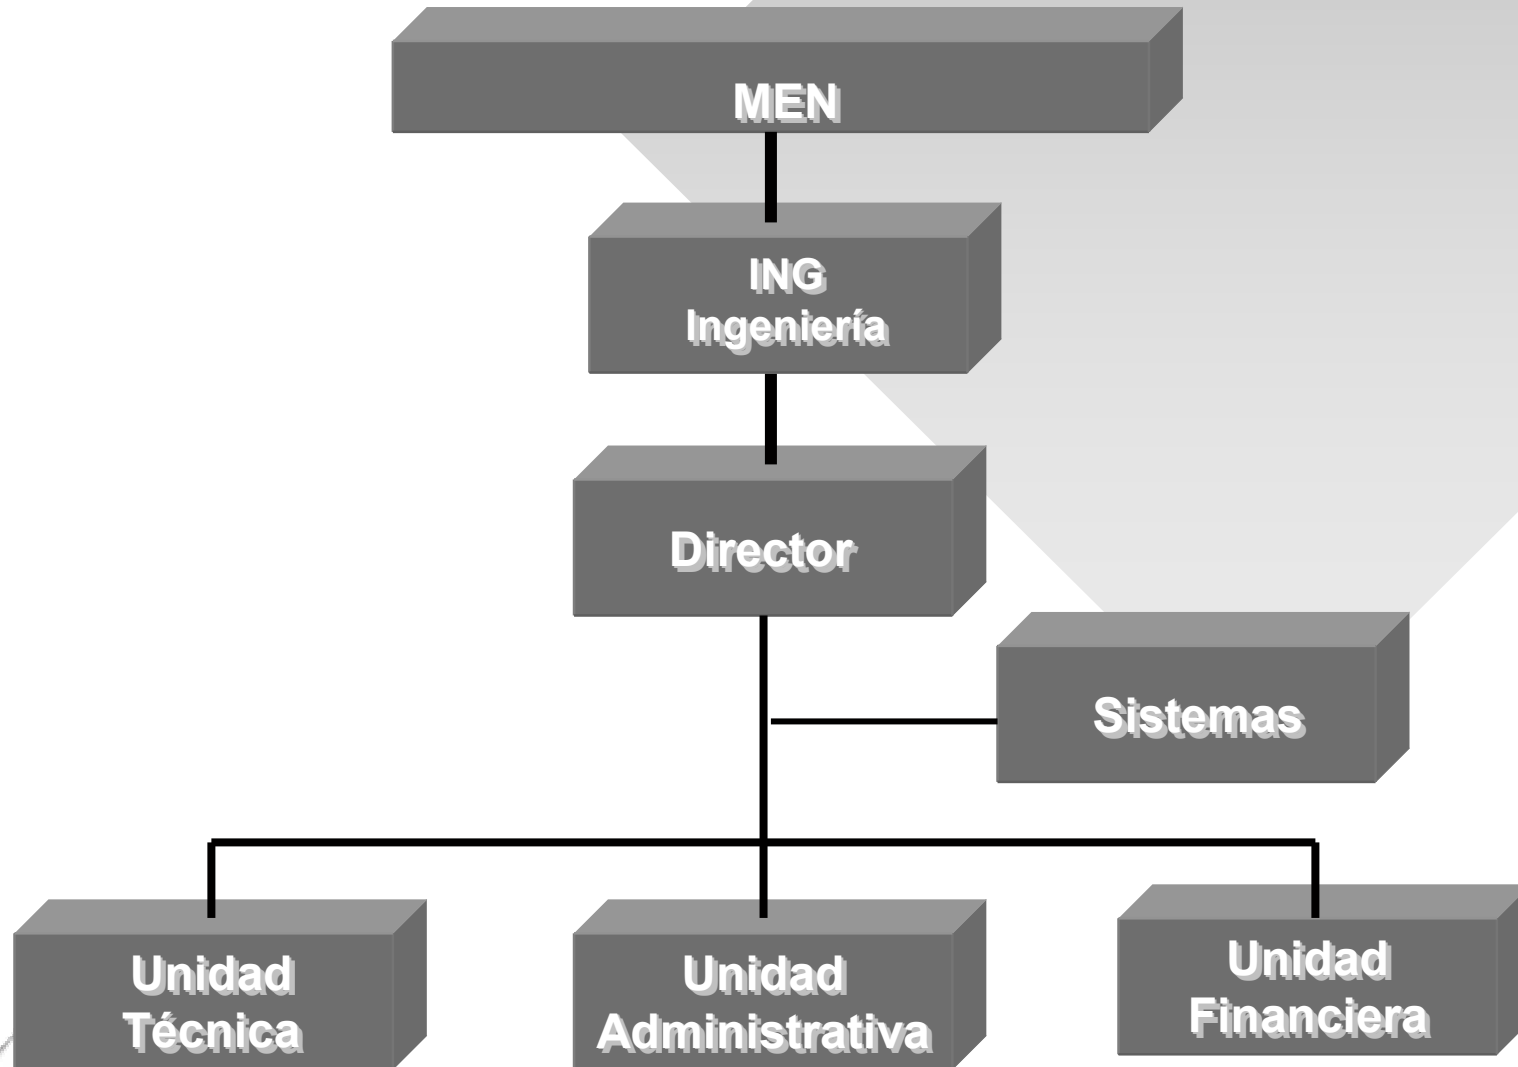 MEN
ING
Ingeniería
Director
Sistemas
Unidad
Técnica
Unidad
Administrativa
Unidad
Financiera